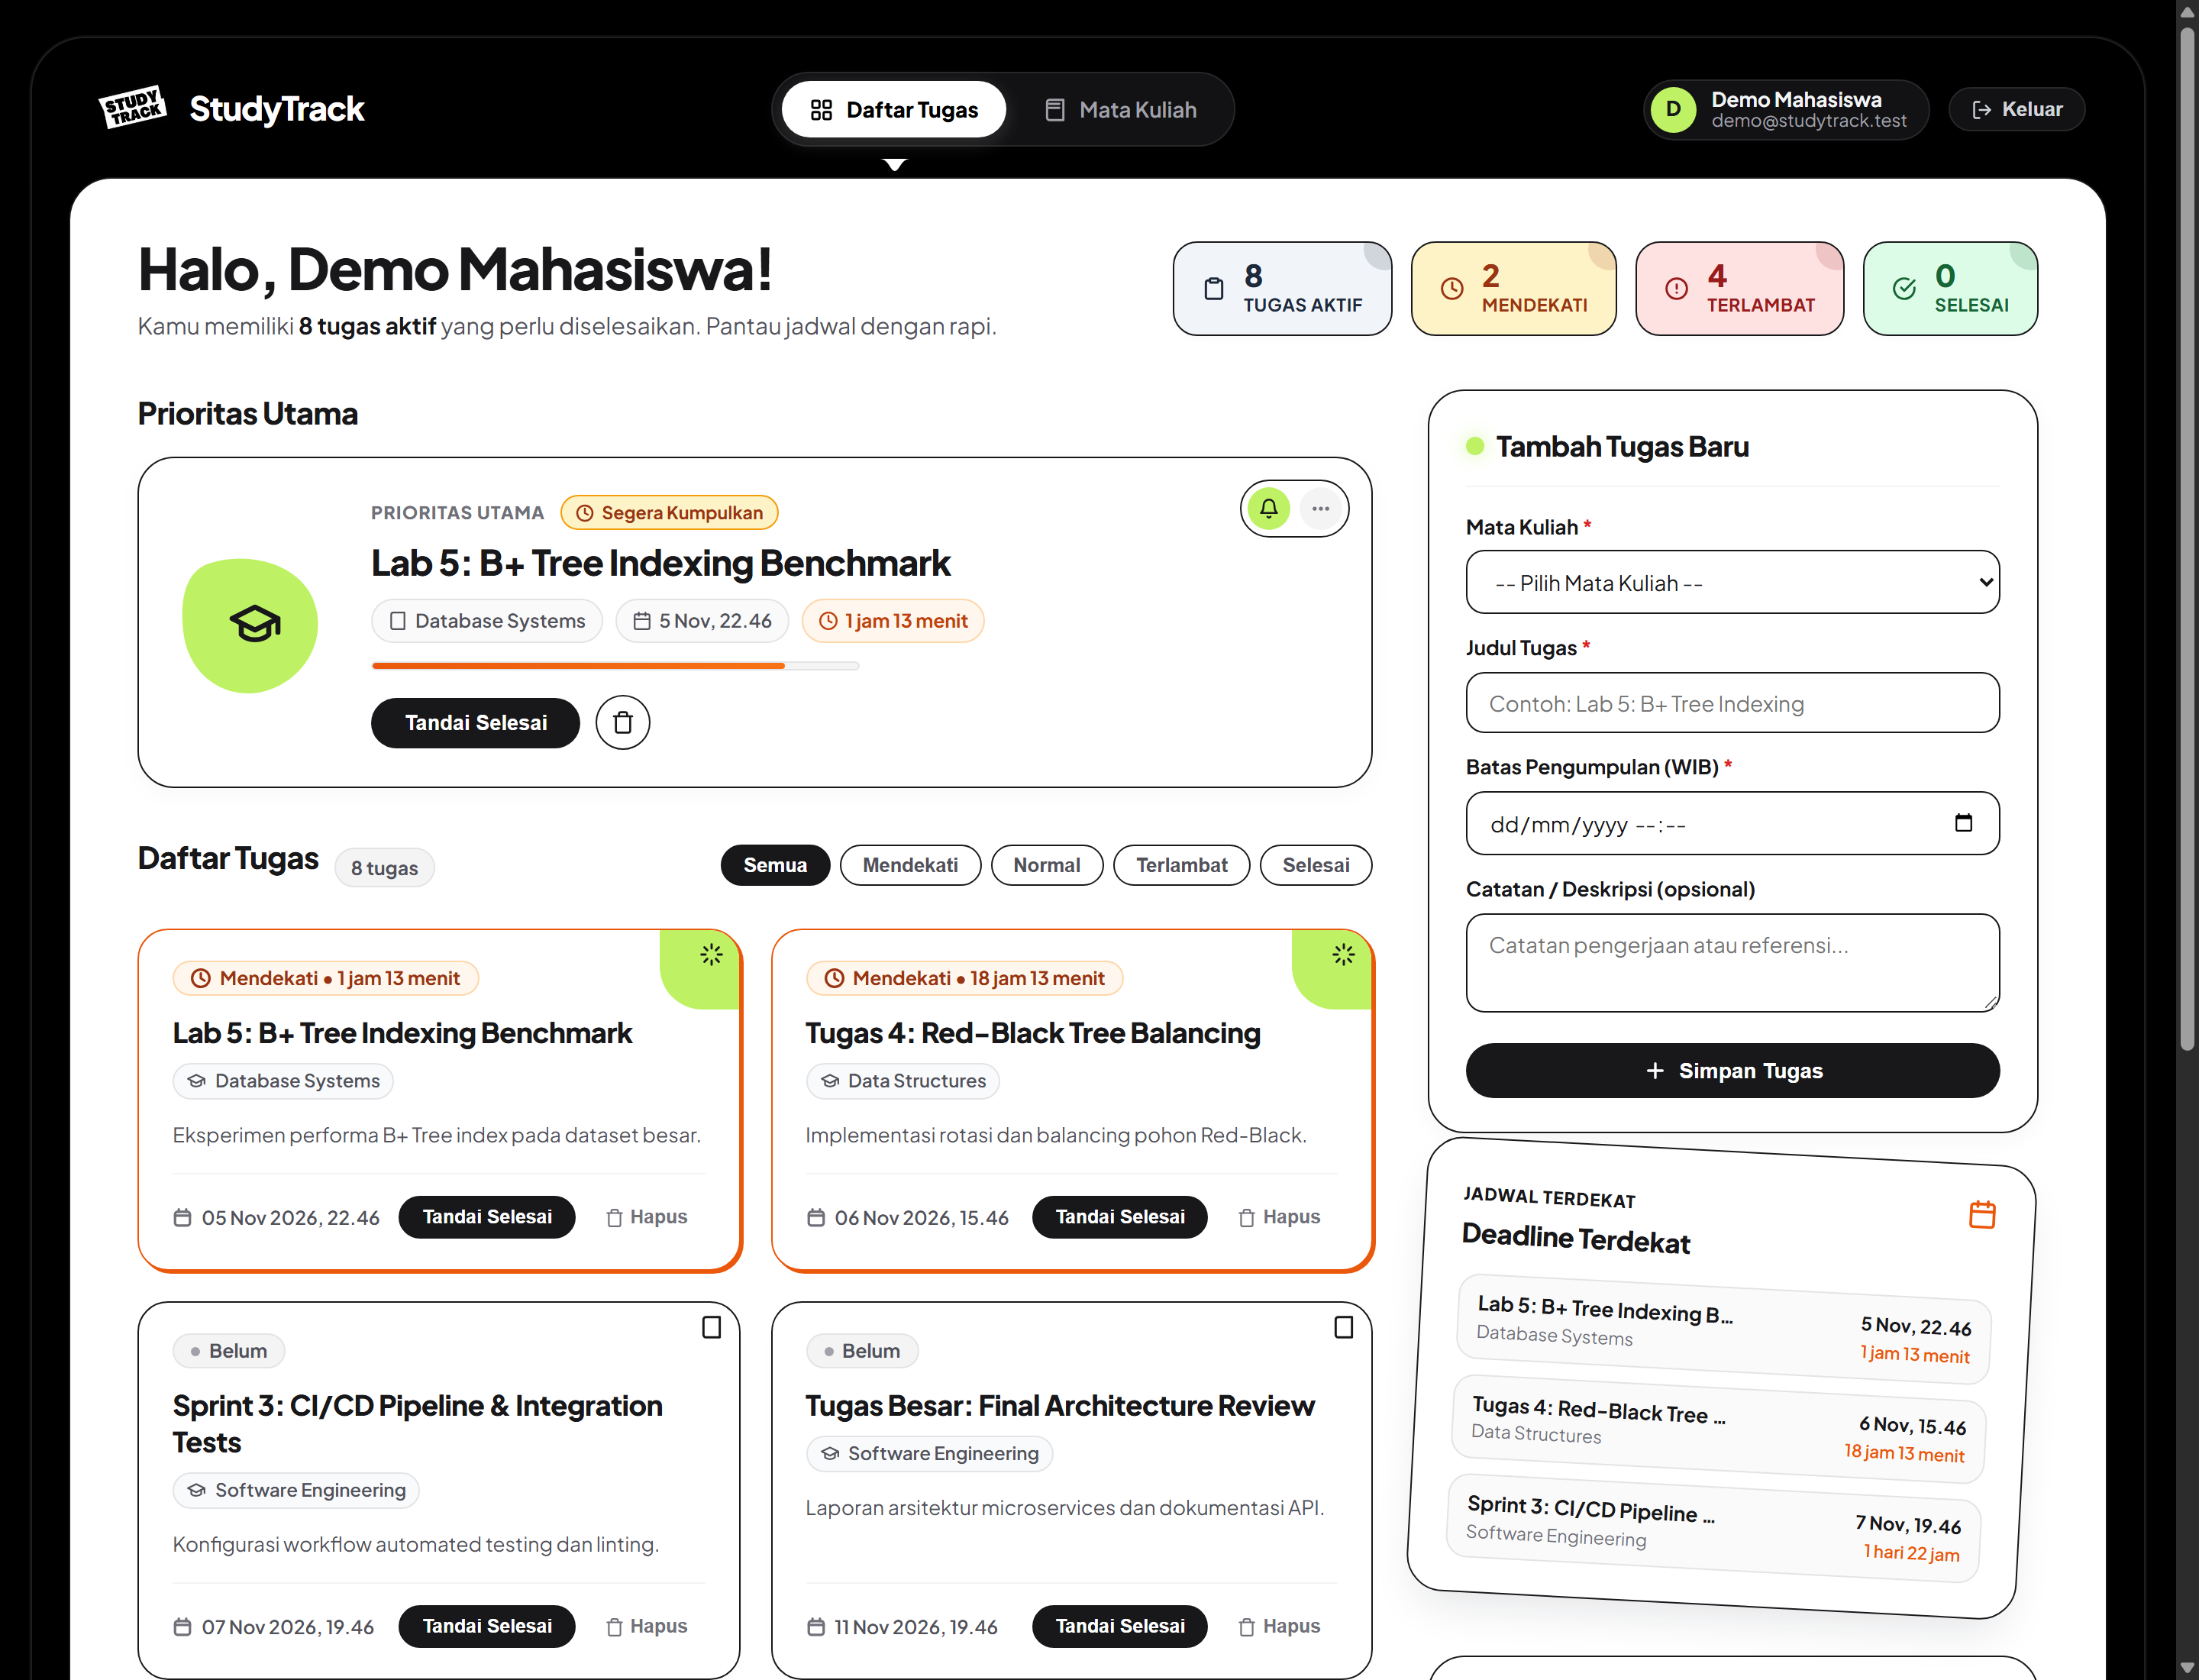 STUDY
TRACK
StudyTrack
Daftar Tugas
Mata Kuliah
D
Demo Mahasiswa
demo@studytrack.test
Keluar
Halo, Demo Mahasiswa!
Kamu memiliki 8 tugas aktif yang perlu diselesaikan. Pantau jadwal dengan rapi.
8
TUGAS AKTIF
2
MENDEKATI
4
TERLAMBAT
0
SELESAI
Prioritas Utama
PRIORITAS UTAMA
Segera Kumpulkan
Lab 5: B+ Tree Indexing Benchmark
Database Systems
5 Nov, 22.46
1 jam 13 menit
Tandai Selesai
Daftar Tugas
8 tugas
Semua
Mendekati
Normal
Terlambat
Selesai
Mendekati • 1 jam 13 menit
Lab 5: B+ Tree Indexing Benchmark
Database Systems
Eksperimen performa B+ Tree index pada dataset besar.
05 Nov 2026, 22.46
Tandai Selesai
Hapus
Mendekati • 18 jam 13 menit
Tugas 4: Red-Black Tree Balancing
Data Structures
Implementasi rotasi dan balancing pohon Red-Black.
06 Nov 2026, 15.46
Tandai Selesai
Hapus
Belum
Sprint 3: CI/CD Pipeline & Integration
Tests
Software Engineering
Konfigurasi workflow automated testing dan linting.
07 Nov 2026, 19.46
Tandai Selesai
Hapus
Belum
Tugas Besar: Final Architecture Review
Software Engineering
Laporan arsitektur microservices dan dokumentasi API.
11 Nov 2026, 19.46
Tandai Selesai
Hapus
Tambah Tugas Baru
Mata Kuliah *
-- Pilih Mata Kuliah --
Judul Tugas *
Contoh: Lab 5: B+ Tree Indexing
Batas Pengumpulan (WIB) *
dd/mm/yyyy --:--
Catatan / Deskripsi (opsional)
Catatan pengerjaan atau referensi...
+ Simpan Tugas
JADWAL TERDEKAT
Deadline Terdekat
Lab 5: B+ Tree Indexing B...
Database Systems
5 Nov, 22.46
1 jam 13 menit
Tugas 4: Red-Black Tree ...
Data Structures
6 Nov, 15.46
18 jam 13 menit
Sprint 3: CI/CD Pipeline ...
Software Engineering
7 Nov, 19.46
1 hari 22 jam